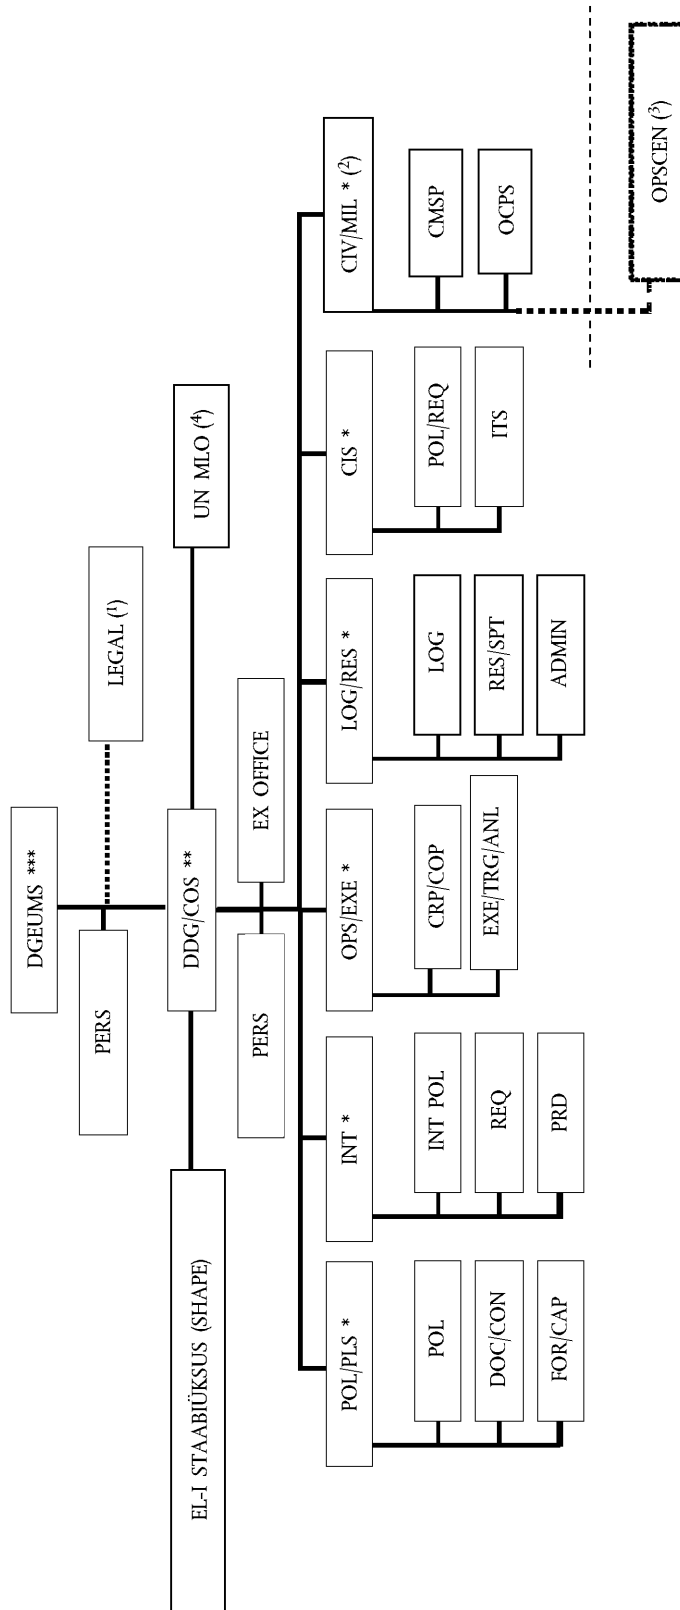 DGEUMS ***
PERS
LEGAL (¹)
EL-I STAABIÜKSUS (SHAPE)
DDG/COS **
UN MLO (⁴)
PERS
EX OFFICE
POL/PLS *
INT *
OPS/EXE *
LOG/RES *
CIS *
CIV/MIL * (²)
POL
DOC/CON
FOR/CAP
INT POL
REQ
PRD
CRP/COP
EXE/TRG/ANL
LOG
RES/SPT
ADMIN
POL/REQ
ITS
CMSP
OCPS
OPSCEN (³)